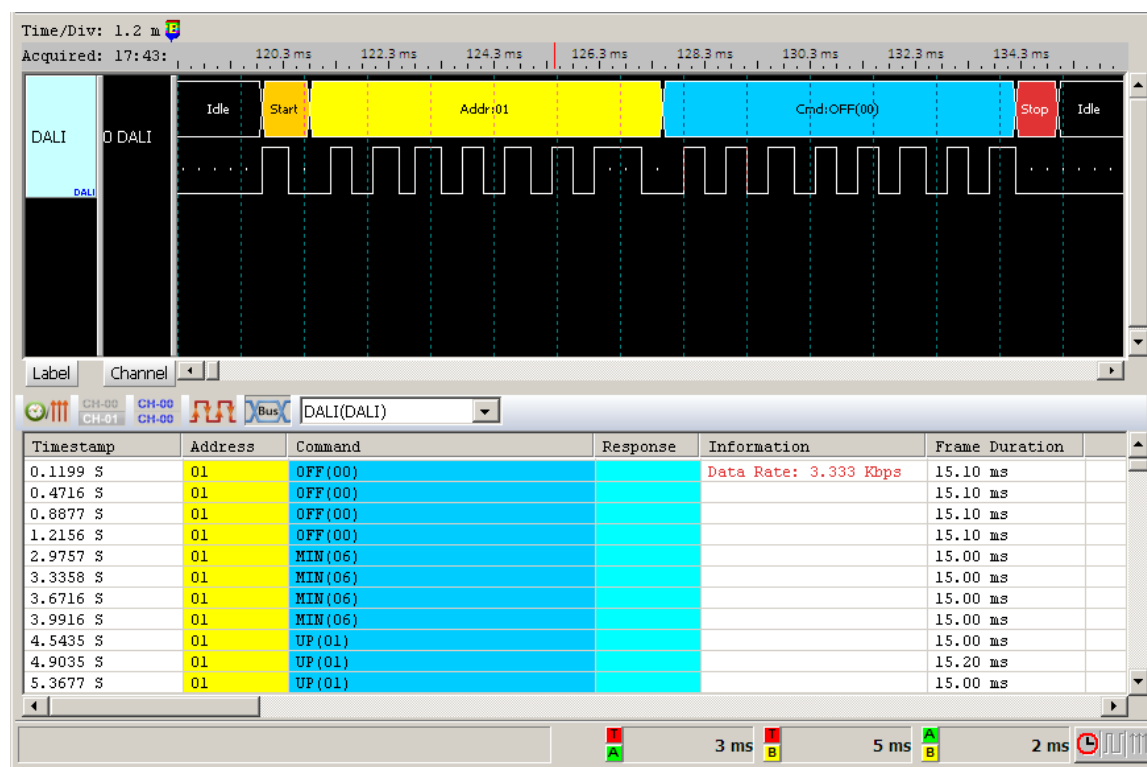 Time/Div: 1.2 m
Acquired: 17:43: 120.3 ms 122.3 ms 124.3 ms 126.3 ms 128.3 ms 130.3 ms 132.3 ms 134.3 ms
Idle Start Addr:01 Cmd:OFF(00) Stop Idle
DALI 0 DALI
DALI
Label Channel
CH-00 CH-00
CH-01 CH-00
Bus DALI(DALI)
Timestamp Address Command Response Information Frame Duration
0.1199 S 01 OFF(00) Data Rate: 3.333 Kbps 15.10 ms
0.4716 S 01 OFF(00) 15.10 ms
0.8877 S 01 OFF(00) 15.10 ms
1.2156 S 01 OFF(00) 15.10 ms
2.9757 S 01 MIN(06) 15.00 ms
3.3358 S 01 MIN(06) 15.00 ms
3.6716 S 01 MIN(06) 15.00 ms
3.9916 S 01 MIN(06) 15.00 ms
4.5435 S 01 UP(01) 15.00 ms
4.9035 S 01 UP(01) 15.20 ms
5.3677 S 01 UP(01) 15.00 ms
T A 3 ms T B 5 ms A B 2 ms